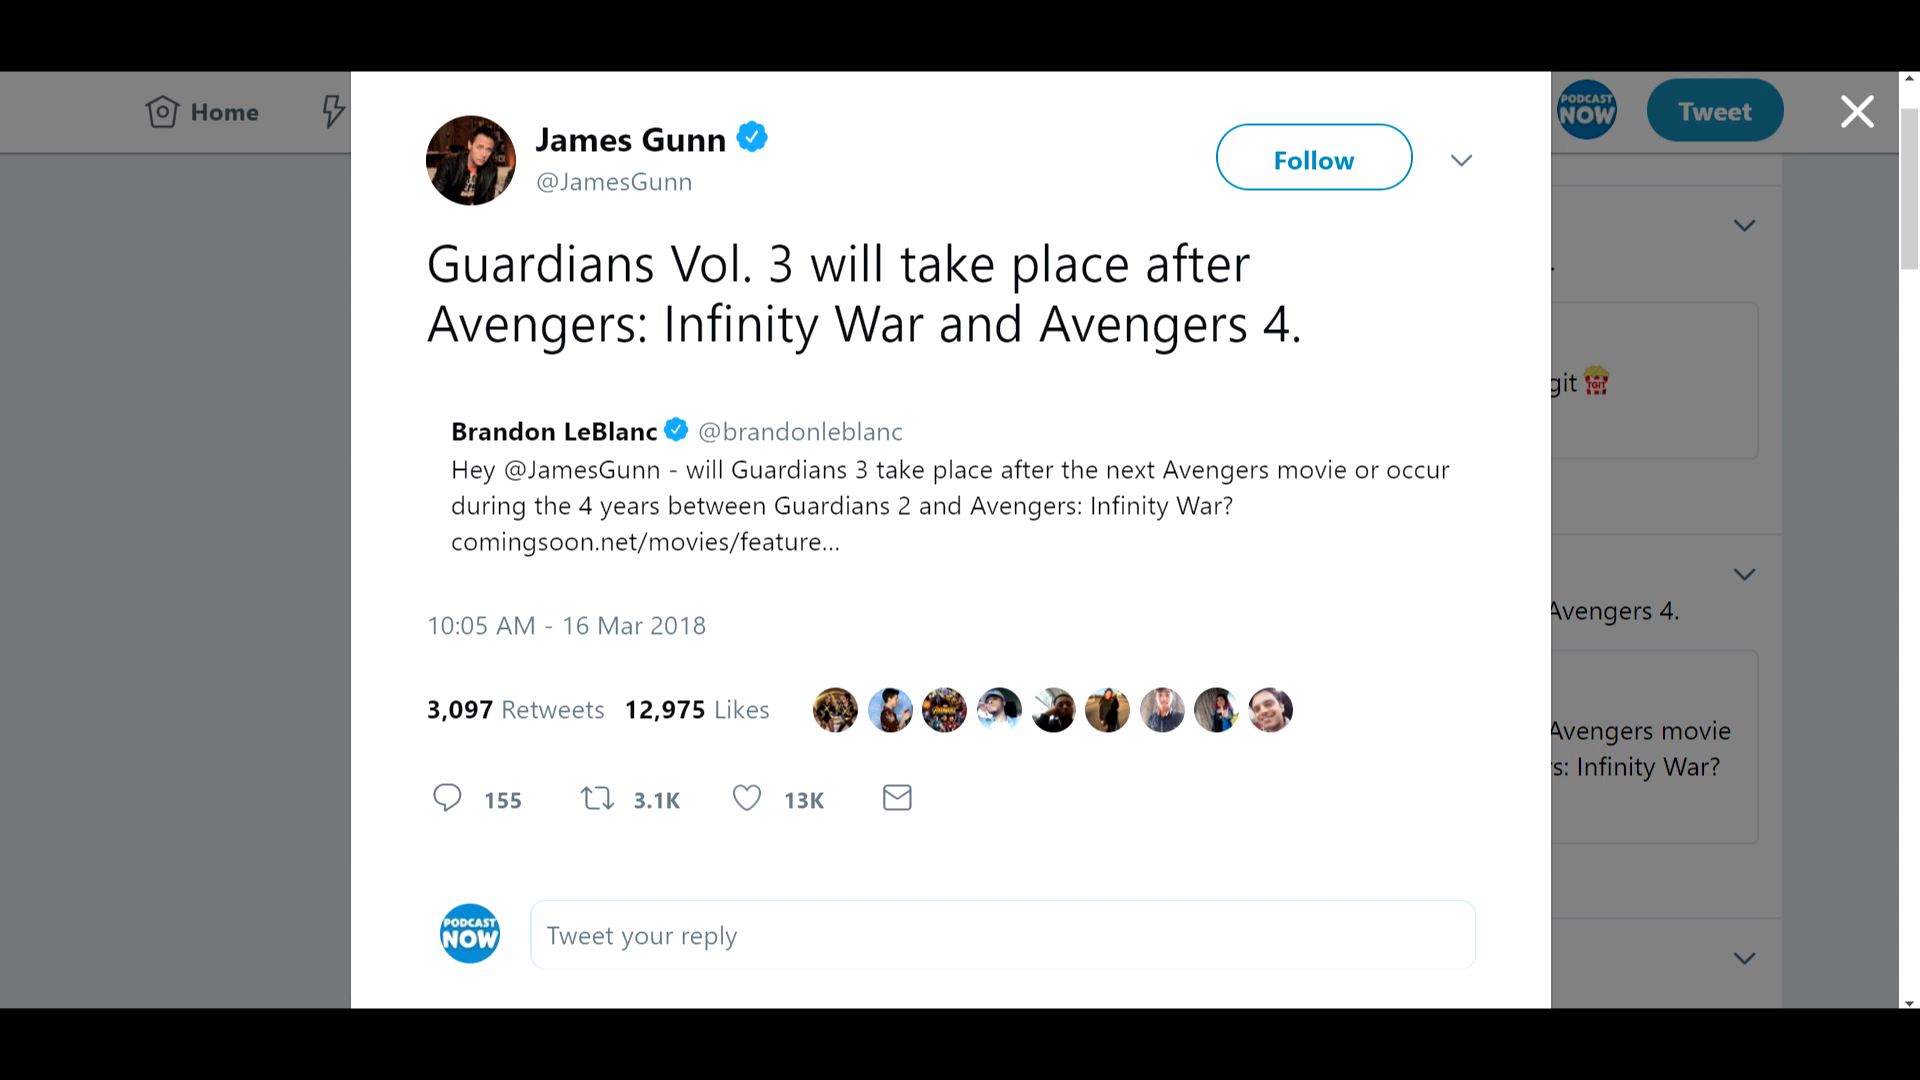 Home
PODCAST
NOW
Tweet
James Gunn
@JamesGunn
Follow
Guardians Vol. 3 will take place after
Avengers: Infinity War and Avengers 4.
Brandon LeBlanc @brandonleblanc
Hey @JamesGunn - will Guardians 3 take place after the next Avengers movie or occur
during the 4 years between Guardians 2 and Avengers: Infinity War?
comingsoon.net/movies/feature...
10:05 AM - 16 Mar 2018
3,097 Retweets 12,975 Likes
155 3.1K 13K
PODCAST
NOW
Tweet your reply
git
TGIT
Avengers 4.
Avengers movie
s: Infinity War?